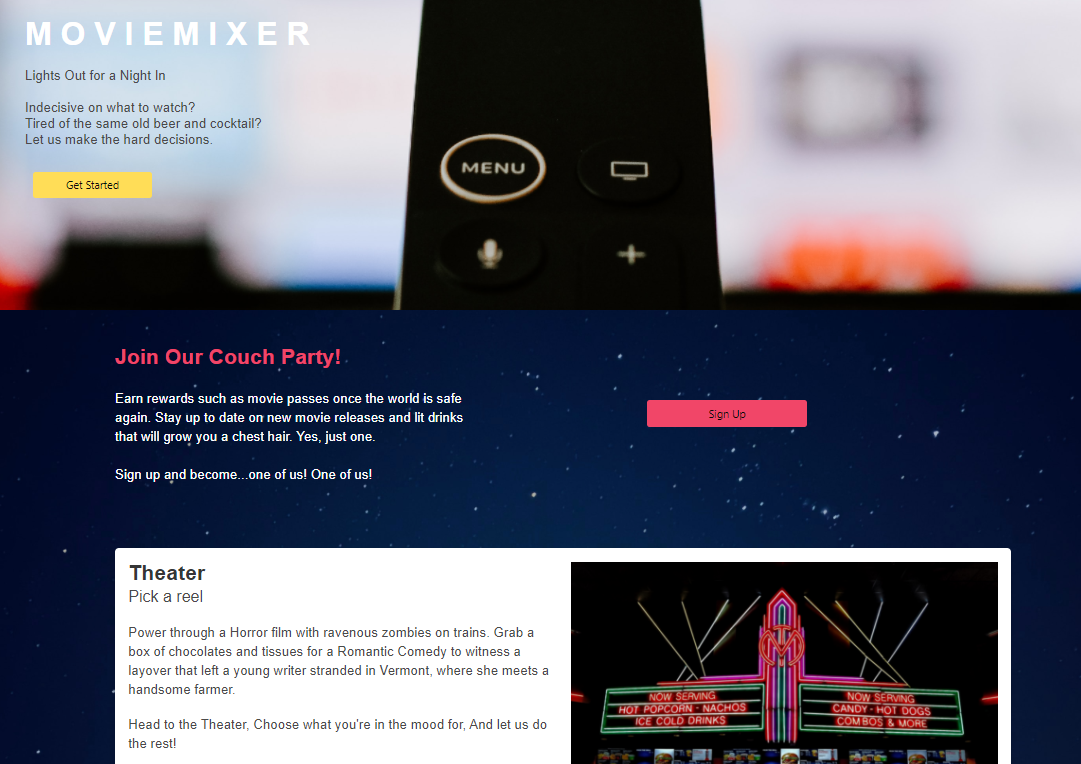 MOVIEMIXER
Lights Out for a Night In
Indecisive on what to watch?
Tired of the same old beer and cocktail?
Let us make the hard decisions.
Get Started
MENU
Join Our Couch Party!
Earn rewards such as movie passes once the world is safe
again. Stay up to date on new movie releases and lit drinks
that will grow you a chest hair. Yes, just one.
Sign up and become...one of us! One of us!
Sign Up
Theater
Pick a reel
Power through a Horror film with ravenous zombies on trains. Grab a
box of chocolates and tissues for a Romantic Comedy to witness a
layover that left a young writer stranded in Vermont, where she meets a
handsome farmer.
Head to the Theater, Choose what you're in the mood for, And let us do
the rest!
NOW SERVING
HOT POPCORN - NACHOS
ICE COLD DRINKS
NOW SERVING
CANDY - HOT DOGS
COMBOS & MORE